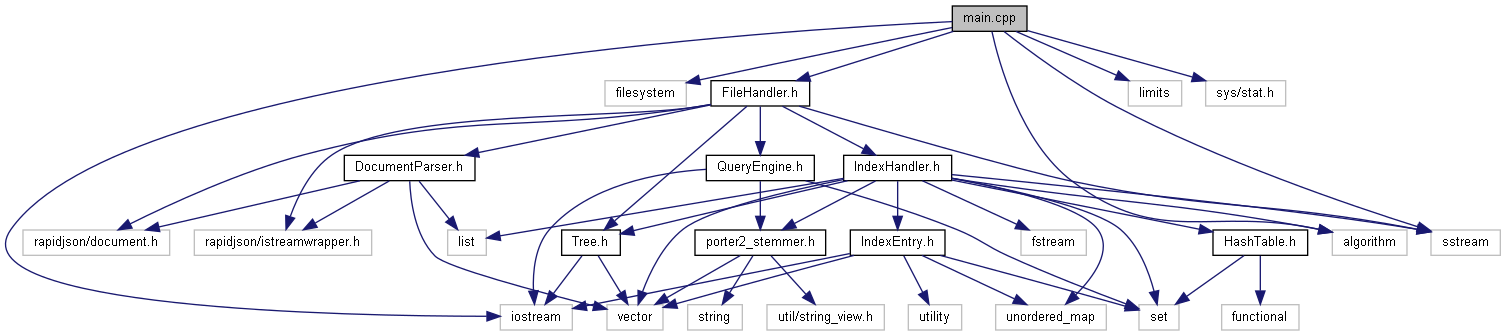 main.cpp
filesystem
FileHandler.h
limits
sys/stat.h
DocumentParser.h
QueryEngine.h
IndexHandler.h
rapidjson/document.h
rapidjson/istreamwrapper.h
list
Tree.h
porter2_stemmer.h
IndexEntry.h
fstream
HashTable.h
algorithm
sstream
iostream
vector
string
util/string_view.h
utility
unordered_map
set
functional